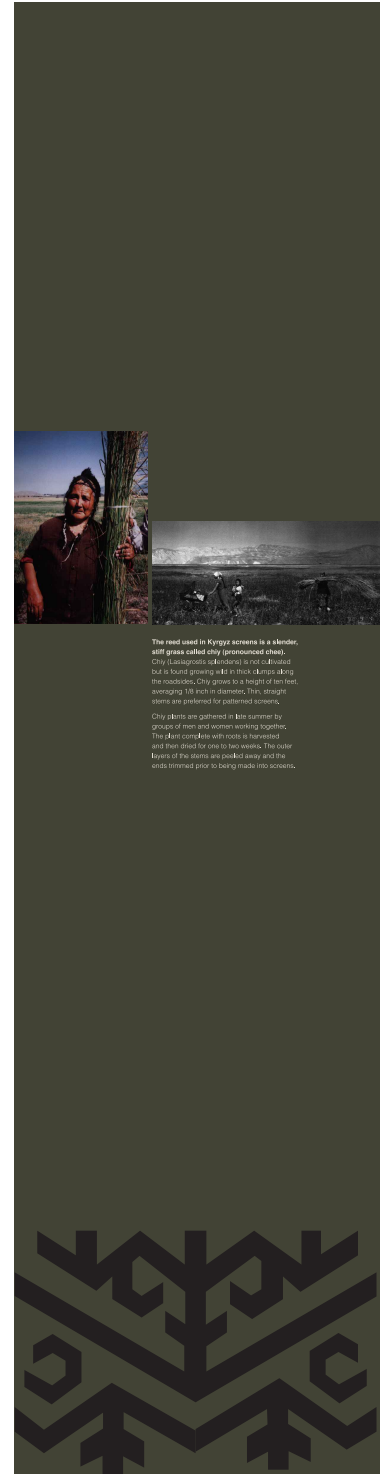 The reed used in Kyrgyz screens is a slender,
stiff grass called chiy (pronounced chee).
Chiy (Lasiagrostis splendens) is not cultivated
but is found growing wild in thick clumps along
the roadsides. Chiy grows to a height of ten feet,
averaging 1/8 inch in diameter. Thin, straight
stems are preferred for patterned screens.
Chiy plants are gathered in late summer by
groups of men and women working together.
The plant complete with roots is harvested
and then dried for one to two weeks. The outer
layers of the stems are peeled away and the
ends trimmed prior to being made into screens.